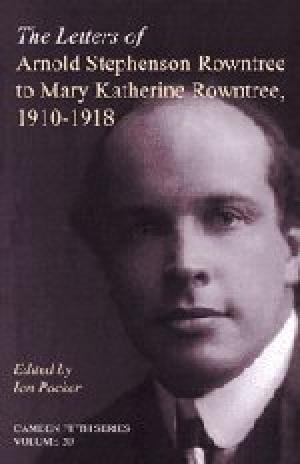 The Letters of
Arnold Stephenson Rowntree
to Mary Katherine Rowntree,
1910-1918
Edited by
Ian Packer
CAMDEN FIFTH SERIES
VOLUME